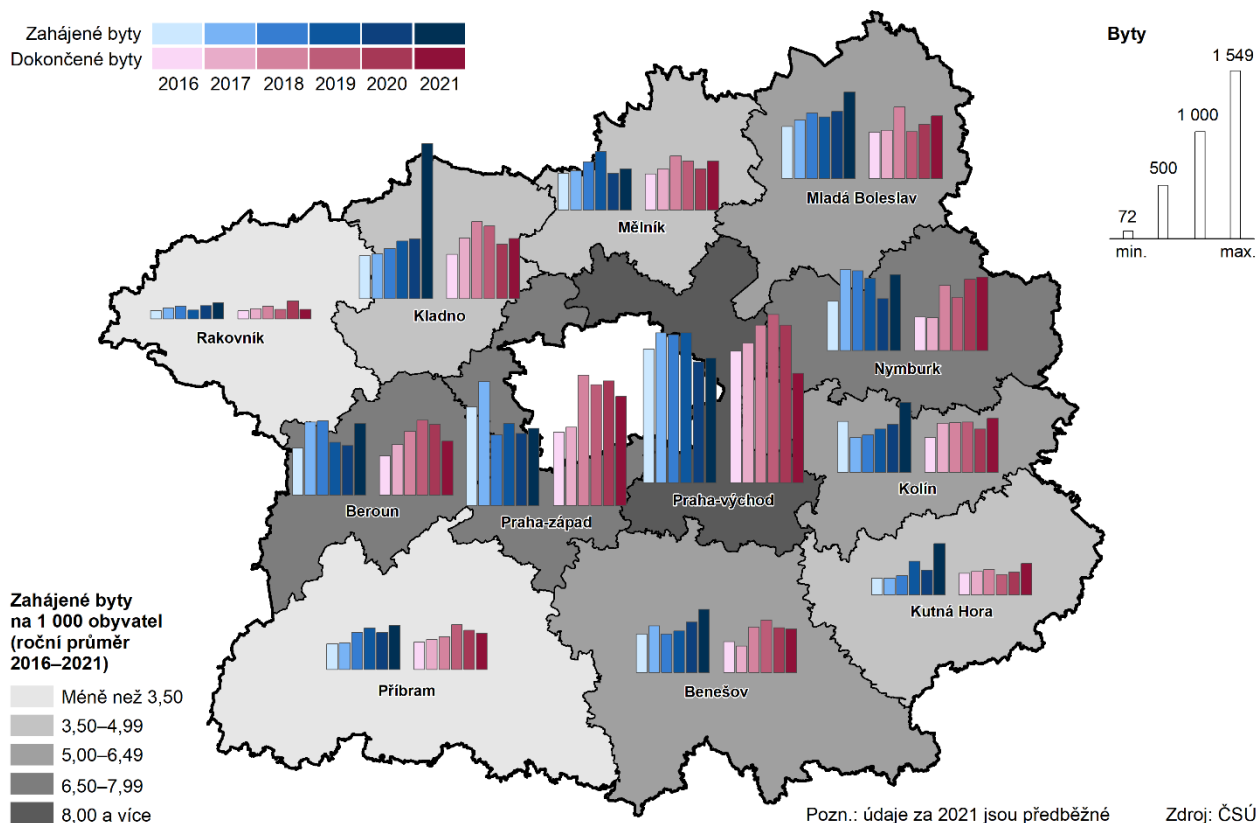 Zahájené byty
Dokončené byty
2016 2017 2018 2019 2020 2021
Byty
1 549
1 000
500
72
min. max.
Mladá Boleslav
Mělník
Kladno
Rakovník
Nymburk
Kolín
Praha-východ
Beroun
Praha-západ
Kutná Hora
Příbram
Benešov
Zahájené byty
na 1 000 obyvatel
(roční průměr
2016–2021)
Méně než 3,50
3,50–4,99
5,00–6,49
6,50–7,99
8,00 a více
Pozn.: údaje za 2021 jsou předběžné Zdroj: ČSÚ